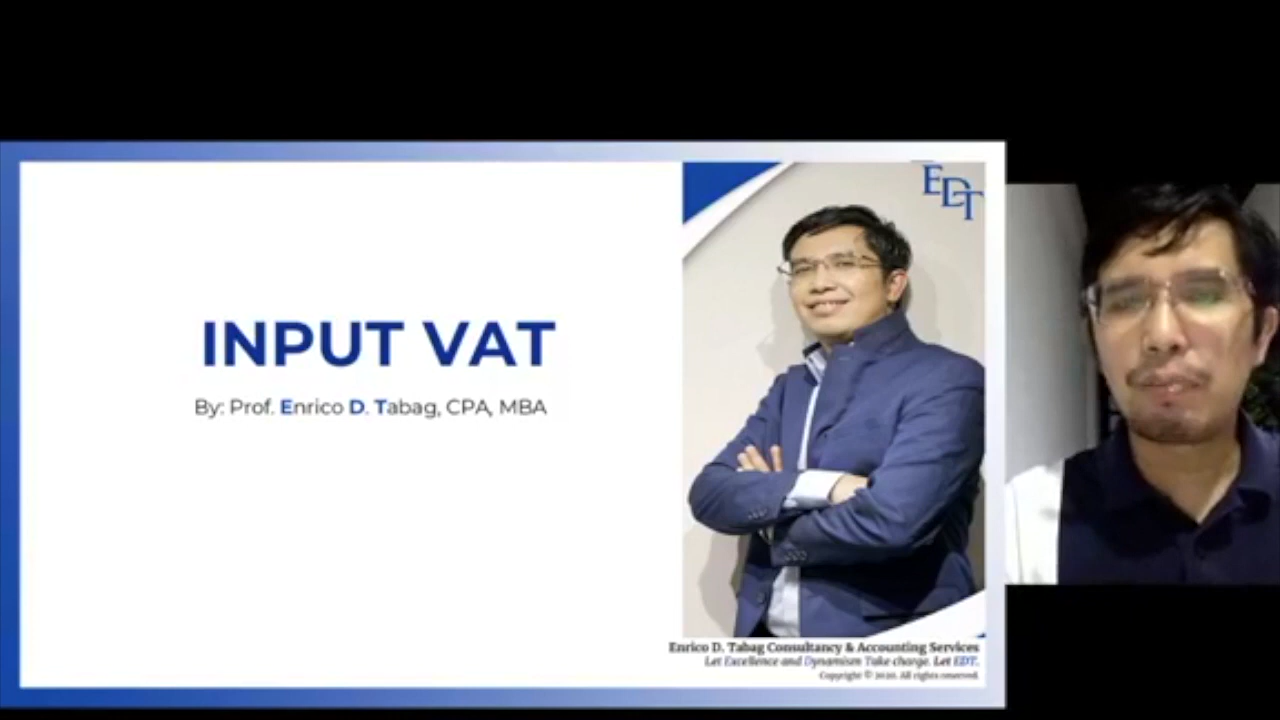 EDT
INPUT VAT
By: Prof. Enrico D. Tabag, CPA, MBA
Enrico D. Tabag Consultancy & Accounting Services
Let Excellence and Dynamism Take charge. Let EDT.
Copyright © 2020. All rights reserved.